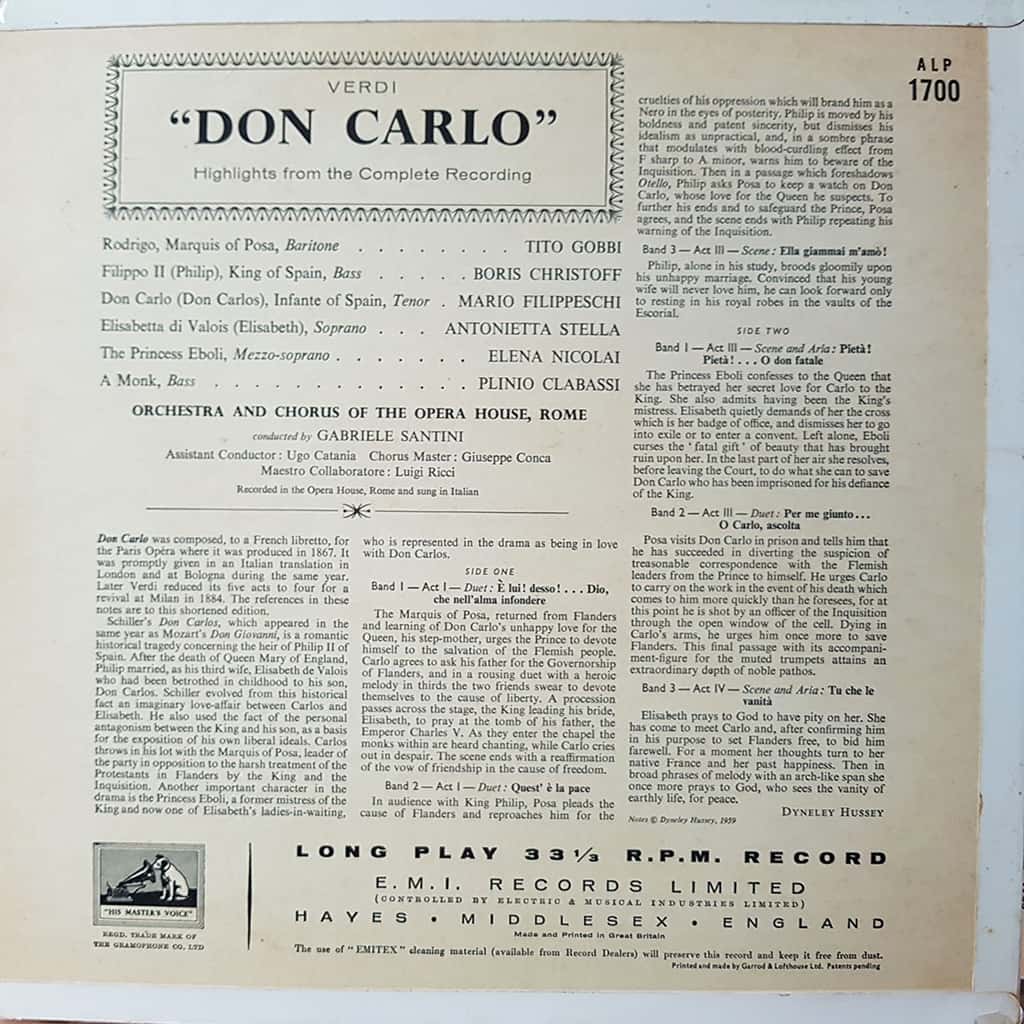 ALP
1700
VERDI
"DON CARLO"
Highlights from the Complete Recording
Rodrigo, Marquis of Posa, Baritone . . . . . . . . TITO GOBBI
Filippo II (Philip), King of Spain, Bass . . . . . BORIS CHRISTOFF
Don Carlo (Don Carlos), Infante of Spain, Tenor . MARIO FILIPPESCHI
Elisabetta di Valois (Elisabeth), Soprano . . . ANTONIETTA STELLA
The Princess Eboli, Mezzo-soprano . . . . . . . ELENA NICOLAI
A Monk, Bass . . . . . . . . . . . . . PLINIO CLABASSI
ORCHESTRA AND CHORUS OF THE OPERA HOUSE, ROME
conducted by GABRIELE SANTINI
Assistant Conductor: Ugo Catania Chorus Master: Giuseppe Conca
Maestro Collaboratore: Luigi Ricci
Recorded in the Opera House, Rome and sung in Italian
Don Carlo was composed, to a French libretto, for
the Paris Opéra where it was produced in 1867. It
was promptly given in an Italian translation in
London and at Bologna during the same year.
Later Verdi reduced its five acts to four for a
revival at Milan in 1884. The references in these
notes are to this shortened edition.
Schiller's Don Carlos, which appeared in the
same year as Mozart's Don Giovanni, is a romantic
historical tragedy concerning the heir of Philip II of
Spain. After the death of Queen Mary of England,
Philip married, as his third wife, Elisabeth de Valois
who had been betrothed in childhood to his son,
Don Carlos. Schiller evolved from this historical
fact an imaginary love-affair between Carlos and
Elisabeth. He also used the fact of the personal
antagonism between the King and his son, as a basis
for the exposition of his own liberal ideals. Carlos
throws in his lot with the Marquis of Posa, leader of
the party in opposition to the harsh treatment of the
Protestants in Flanders by the King and the
Inquisition. Another important character in the
drama is the Princess Eboli, a former mistress of the
King and now one of Elisabeth's ladies-in-waiting,
who is represented in the drama as being in love
with Don Carlos.
SIDE ONE
Band 1 — Act I — Duet: È lui! desso! . . . Dio,
che nell'alma infondere
The Marquis of Posa, returned from Flanders
and learning of Don Carlo's unhappy love for the
Queen, his step-mother, urges the Prince to devote
himself to the salvation of the Flemish people.
Carlo agrees to ask his father for the Governorship
of Flanders, and in a rousing duet with a heroic
melody in thirds the two friends swear to devote
themselves to the cause of liberty. A procession
passes across the stage, the King leading his bride,
Elisabeth, to pray at the tomb of his father, the
Emperor Charles V. As they enter the chapel the
monks within are heard chanting, while Carlo cries
out in despair. The scene ends with a reaffirmation
of the vow of friendship in the cause of freedom.
Band 2 — Act I — Duet: Quest' è la pace
In audience with King Philip, Posa pleads the
cause of Flanders and reproaches him for the
cruelties of his oppression which will brand him as a
Nero in the eyes of posterity. Philip is moved by his
boldness and patent sincerity, but dismisses his
idealism as unpractical, and, in a sombre phrase
that modulates with blood-curdling effect from
F sharp to A minor, warns him to beware of the
Inquisition. Then in a passage which foreshadows
Otello, Philip asks Posa to keep a watch on Don
Carlo, whose love for the Queen he suspects. To
further his ends and to safeguard the Prince, Posa
agrees, and the scene ends with Philip repeating his
warning of the Inquisition.
Band 3 — Act III — Scene: Ella giammai m'amò!
Philip, alone in his study, broods gloomily upon
his unhappy marriage. Convinced that his young
wife will never love him, he can look forward only
to resting in his royal robes in the vaults of the
Escorial.
SIDE TWO
Band 1 — Act III — Scene and Aria: Pietà!
Pietà! . . . O don fatale
The Princess Eboli confesses to the Queen that
she has betrayed her secret love for Carlo to the
King. She also admits having been the King's
mistress. Elisabeth quietly demands of her the cross
which is her badge of office, and dismisses her to go
into exile or to enter a convent. Left alone, Eboli
curses the 'fatal gift' of beauty that has brought
ruin upon her. In the last part of her air she resolves,
before leaving the Court, to do what she can to save
Don Carlo who has been imprisoned for his defiance
of the King.
Band 2 — Act III — Duet: Per me giunto . . .
O Carlo, ascolta
Posa visits Don Carlo in prison and tells him that
he has succeeded in diverting the suspicion of
treasonable correspondence with the Flemish
leaders from the Prince to himself. He urges Carlo
to carry on the work in the event of his death which
comes to him more quickly than he foresees, for at
this point he is shot by an officer of the Inquisition
through the open window of the cell. Dying in
Carlo's arms, he urges him once more to save
Flanders. This final passage with its accompani-
ment-figure for the muted trumpets attains an
extraordinary depth of noble pathos.
Band 3 — Act IV — Scene and Aria: Tu che le
vanità
Elisabeth prays to God to have pity on her. She
has come to meet Carlo and, after confirming him
in his purpose to set Flanders free, to bid him
farewell. For a moment her thoughts turn to her
native France and her past happiness. Then in
broad phrases of melody with an arch-like span she
once more prays to God, who sees the vanity of
earthly life, for peace.
DYNELEY HUSSEY
Notes © Dyneley Hussey, 1959
"HIS MASTER'S VOICE"
REGD. TRADE MARK OF
THE GRAMOPHONE CO. LTD
LONG PLAY 33⅓ R.P.M. RECORD
E.M.I. RECORDS LIMITED
(CONTROLLED BY ELECTRIC & MUSICAL INDUSTRIES LIMITED)
HAYES • MIDDLESEX • ENGLAND
Made and Printed in Great Britain
The use of "EMITEX" cleaning material (available from Record Dealers) will preserve this record and keep it free from dust.
Printed and made by Garrod & Lofthouse Ltd. Patents pending